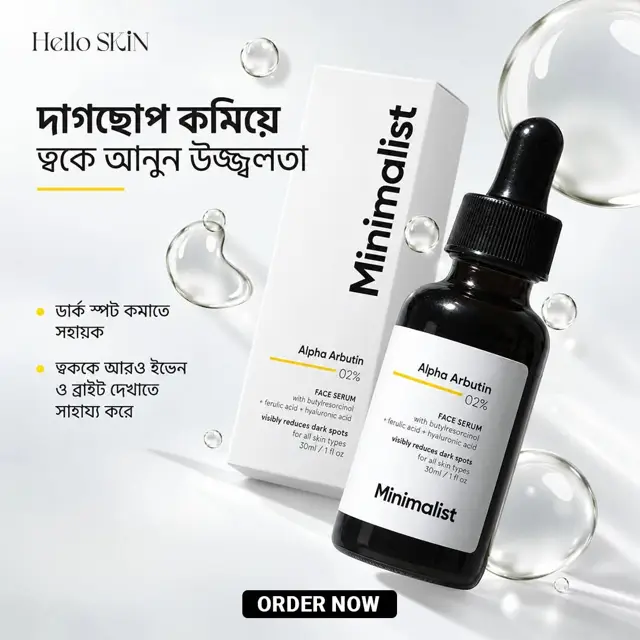 Hello SKiN
দাগছোপ কমিয়ে
ত্বকে আনুন উজ্জ্বলতা
ডার্ক স্পট কমাতে
সহায়ক
ত্বককে আরও ইভেন
ও ব্রাইট দেখাতে
সাহায্য করে
Minimalist
Alpha Arbutin
02%
FACE SERUM
with butylresorcinol
+ ferulic acid + hyaluronic acid
visibly reduces dark spots
for all skin types
30ml / 1 fl oz
Alpha Arbutin
02%
FACE SERUM
with butylresorcinol
+ ferulic acid + hyaluronic acid
visibly reduces dark spots
for all skin types
30ml / 1 fl oz
Minimalist
ORDER NOW